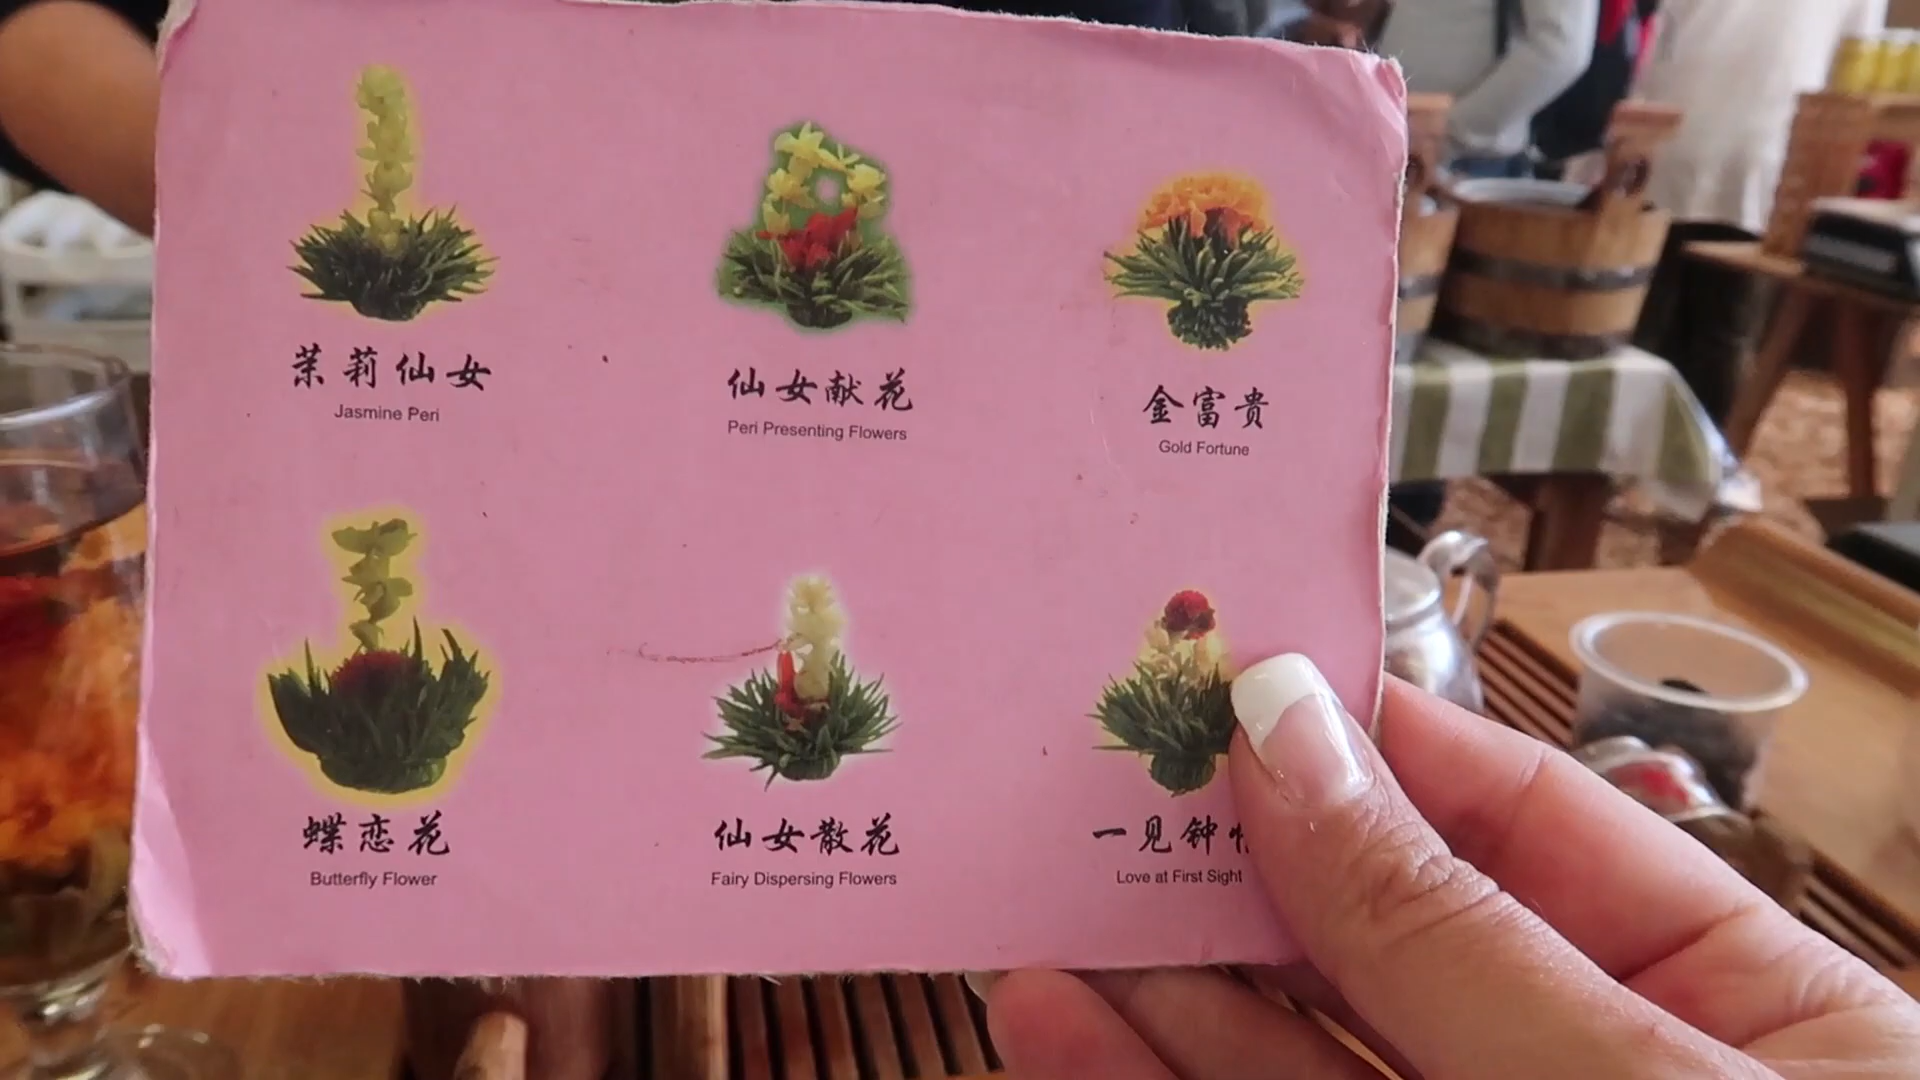 茉莉仙女
Jasmine Peri
仙女献花
Peri Presenting Flowers
金富贵
Gold Fortune
蝶恋花
Butterfly Flower
仙女散花
Fairy Dispersing Flowers
一见钟
Love at First Sight